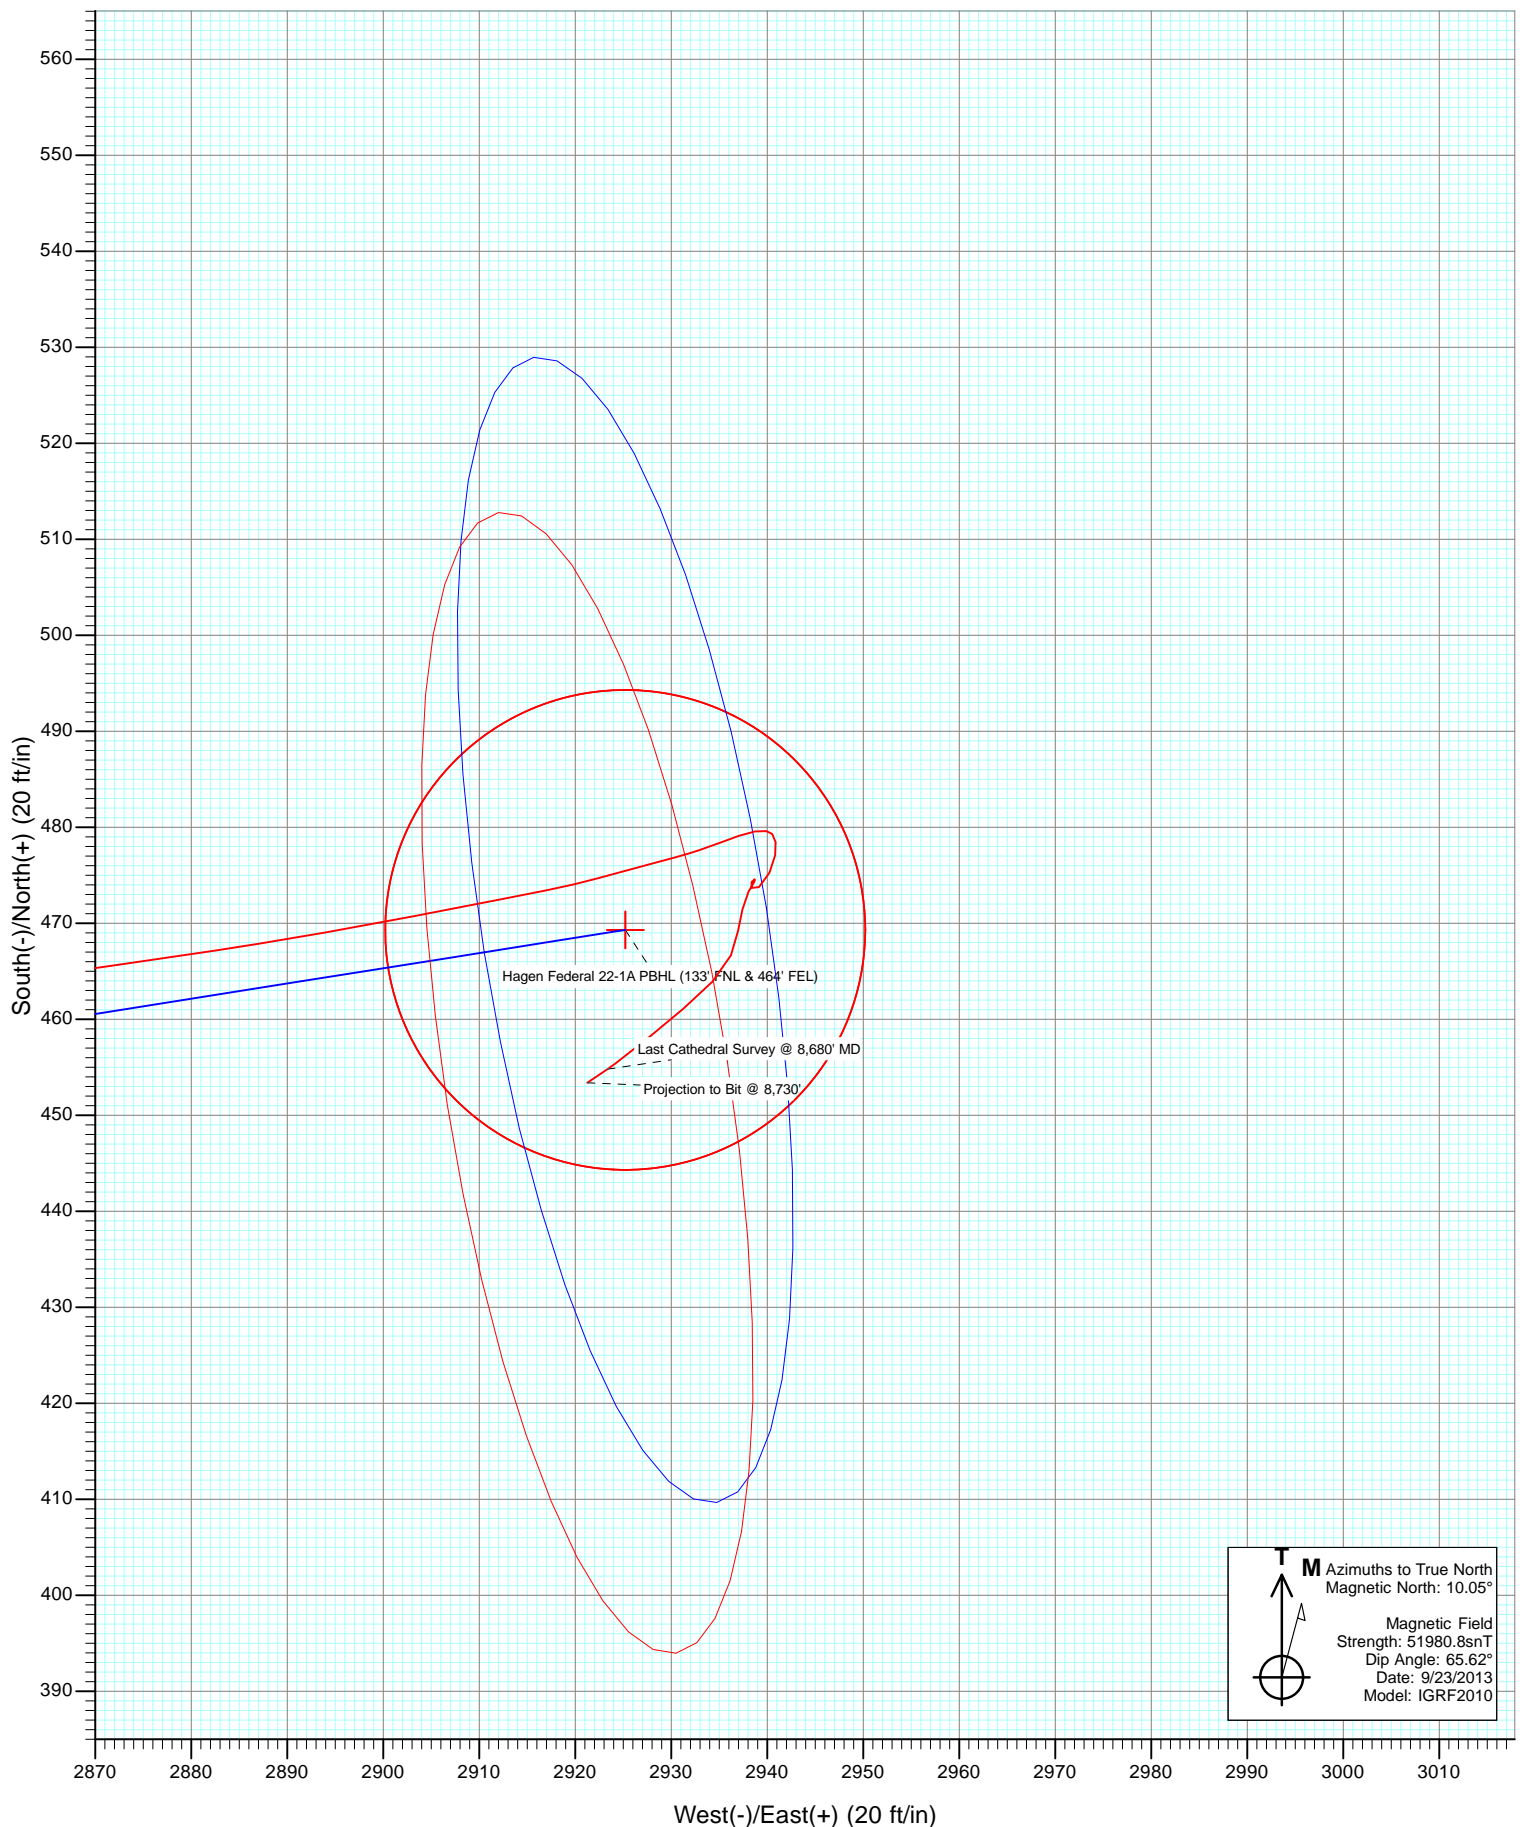 560
550
540
530
520
510
500
490
480
470
460
450
440
430
420
410
400
390
South(-)/North(+) (20 ft/in)
Hagen Federal 22-1A PBHL (133' FNL & 464' FEL)
Last Cathedral Survey @ 8,680' MD
Projection to Bit @ 8,730'
T
M
Azimuths to True North
Magnetic North: 10.05°
Magnetic Field
Strength: 51980.8snT
Dip Angle: 65.62°
Date: 9/23/2013
Model: IGRF2010
2870 2880 2890 2900 2910 2920 2930 2940 2950 2960 2970 2980 2990 3000 3010
West(-)/East(+) (20 ft/in)